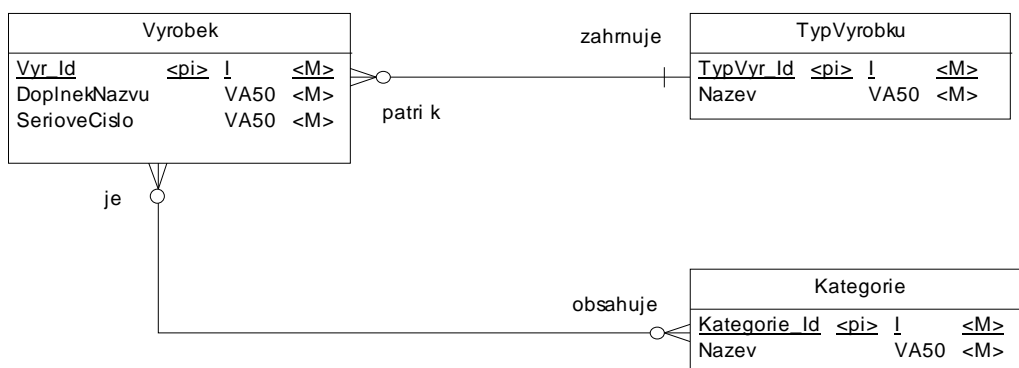 Vyrobek
Vyr_Id <pi> I <M>
DoplnekNazvu VA50 <M>
SerioveCislo VA50 <M>
zahrnuje
patri k
TypVyrobku
TypVyr_Id <pi> I <M>
Nazev VA50 <M>
je
obsahuje
Kategorie
Kategorie_Id <pi> I <M>
Nazev VA50 <M>